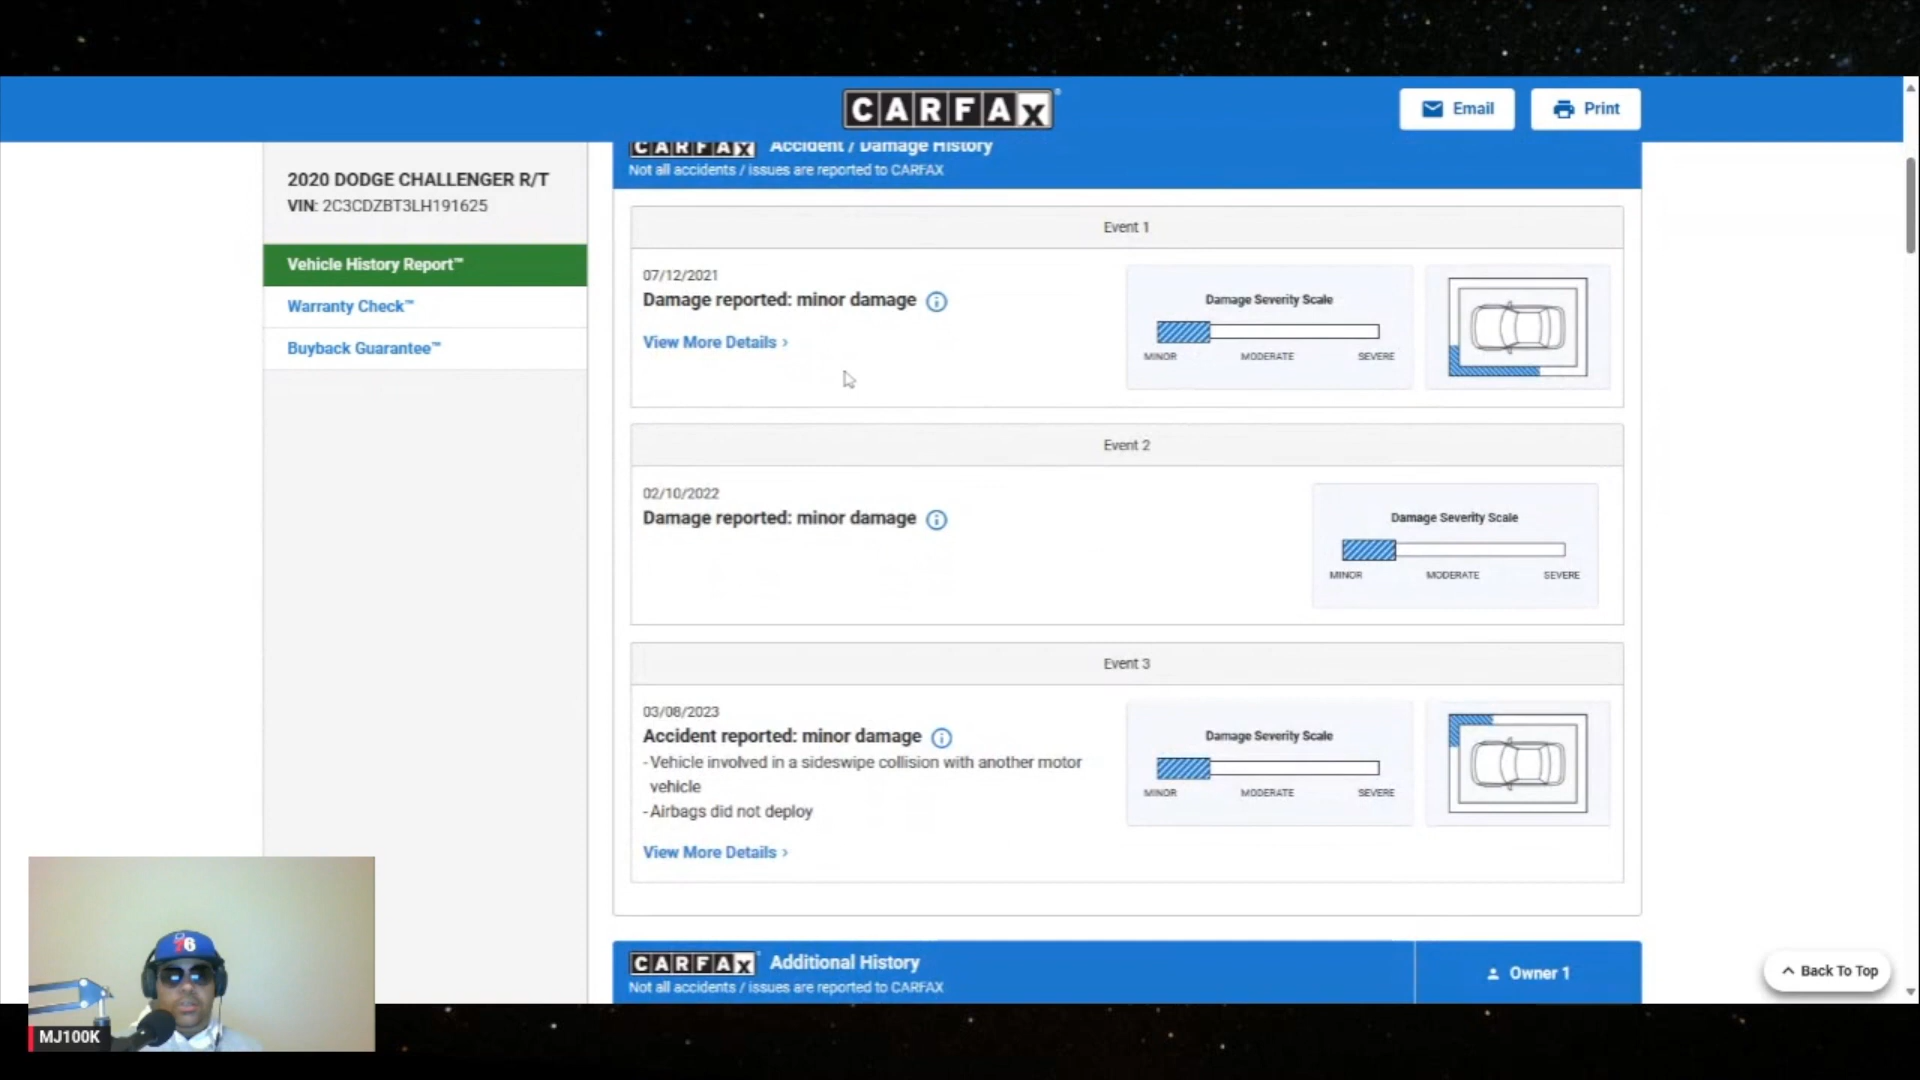 CARFAX
Email
Print
2020 DODGE CHALLENGER R/T
VIN: 2C3CDZBT3LH191625
Vehicle History Report™
Warranty Check™
Buyback Guarantee™
CARFAX Accident / Damage History
Not all accidents / issues are reported to CARFAX
Event 1
07/12/2021
Damage reported: minor damage
View More Details
Damage Severity Scale
MINOR MODERATE SEVERE
Event 2
02/10/2022
Damage reported: minor damage
Damage Severity Scale
MINOR MODERATE SEVERE
Event 3
03/08/2023
Accident reported: minor damage
- Vehicle involved in a sideswipe collision with another motor
vehicle
- Airbags did not deploy
View More Details
Damage Severity Scale
MINOR MODERATE SEVERE
CARFAX Additional History
Not all accidents / issues are reported to CARFAX
Owner 1
Back To Top
76
MJ100K